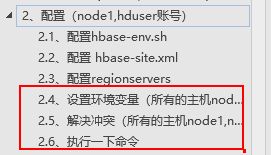 2、配置（node1,hduser账号）
2.1、配置hbase-env.sh
2.2、配置 hbase-site.xml
2.3、配置regionservers
2.4、设置环境变量（所有的主机nod...
2.5、解决冲突（所有的主机node1,n...
2.6、执行一下命令